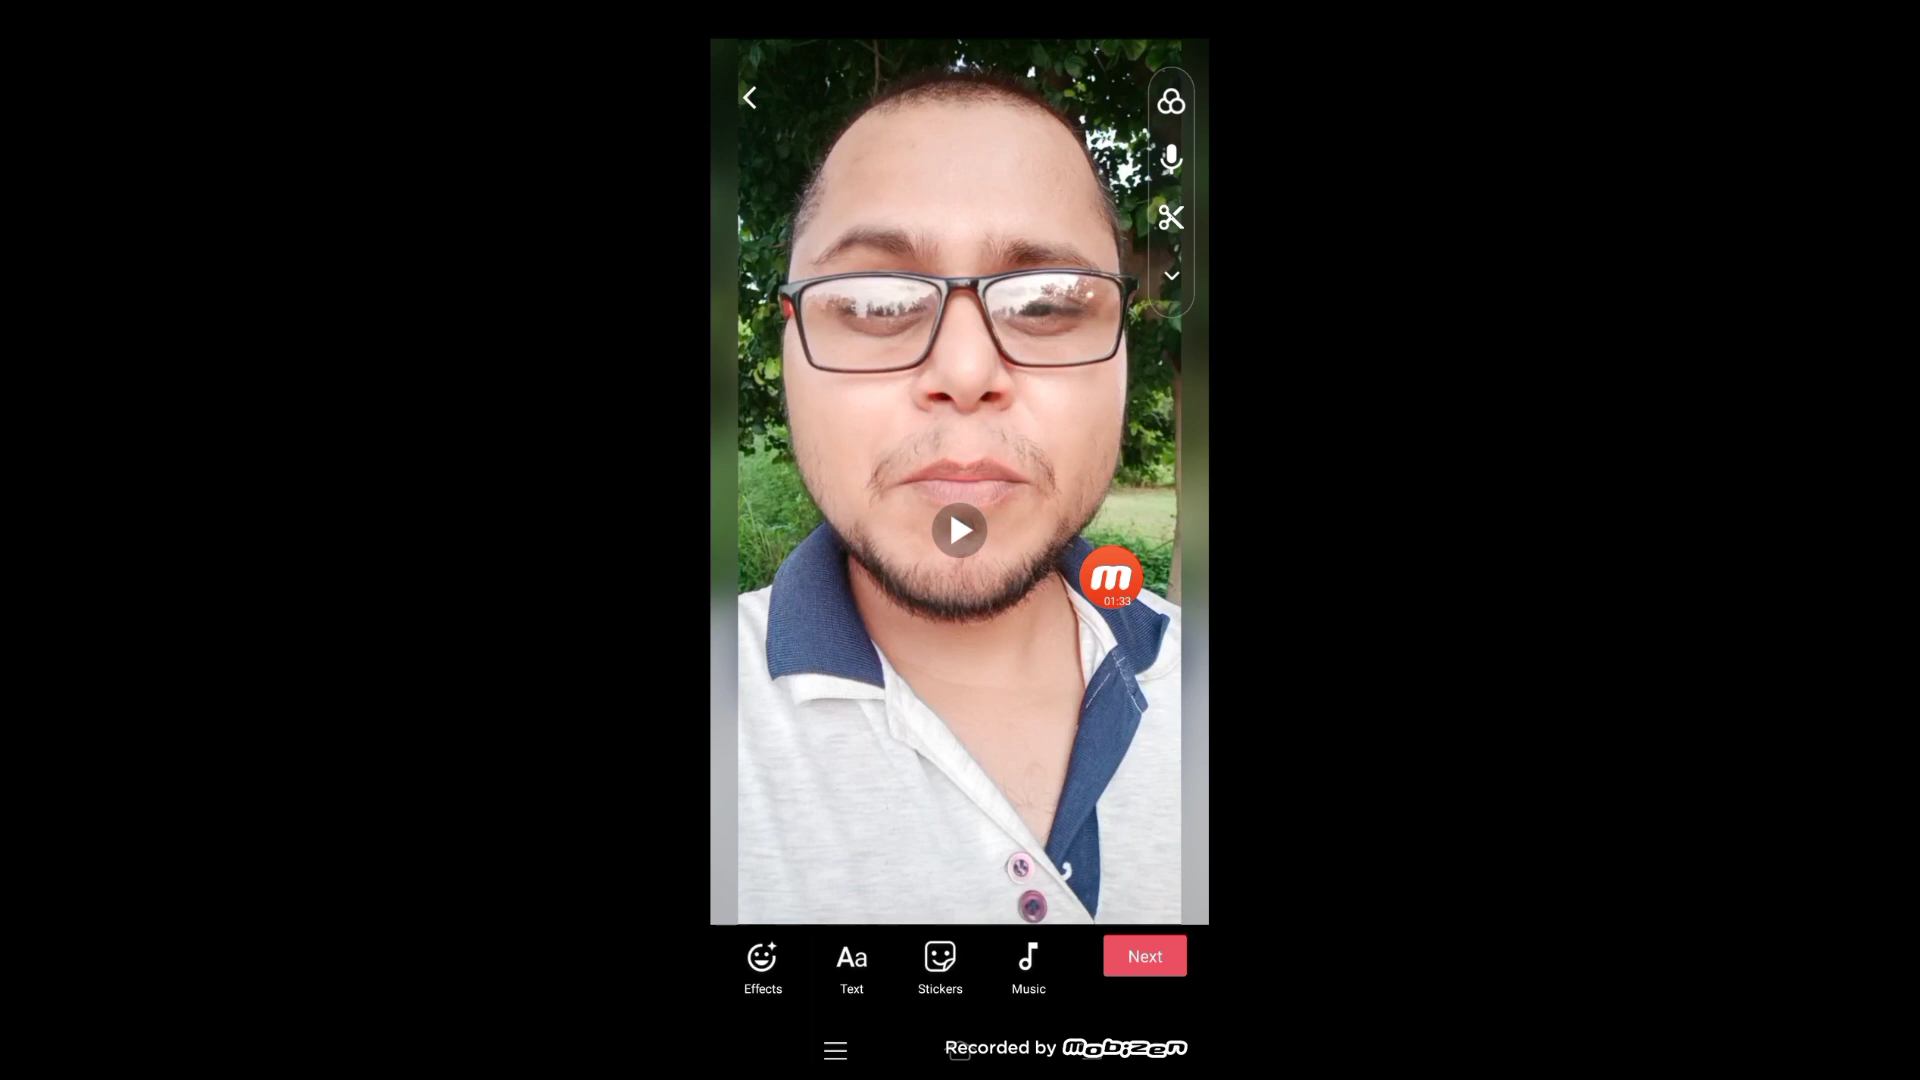 m
01:33
Aa
Next
Effects
Text
Stickers
Music
Recorded by mobizen